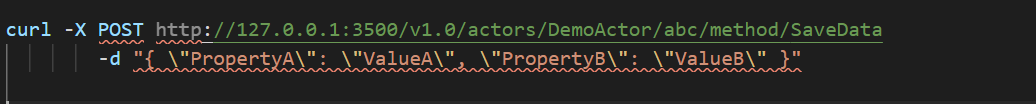 curl -X POST http://127.0.0.1:3500/v1.0/actors/DemoActor/abc/method/SaveData
-d "{ \"PropertyA\": \"ValueA\", \"PropertyB\": \"ValueB\" }"